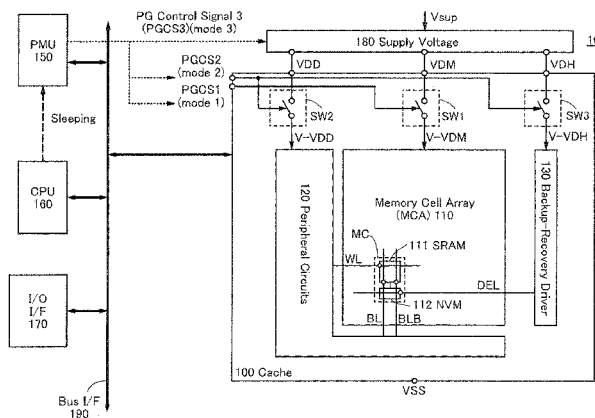 PG Control Signal 3
(PGCS3)(mode 3)
Vsup
PMU
150
180 Supply Voltage
PGCS2
(mode 2)
VDD
VDM
VDH
PGCS1
(mode 1)
SW2
SW1
SW3
Sleeping
V-VDD
V-VDM
V-VDH
CPU
160
120 Peripheral Circuits
Memory Cell Array
(MCA) 110
130 Backup-Recovery Driver
MC
111 SRAM
WL
I/O
I/F
170
DEL
112 NVM
BL
BLB
100 Cache
Bus I/F
190
VSS